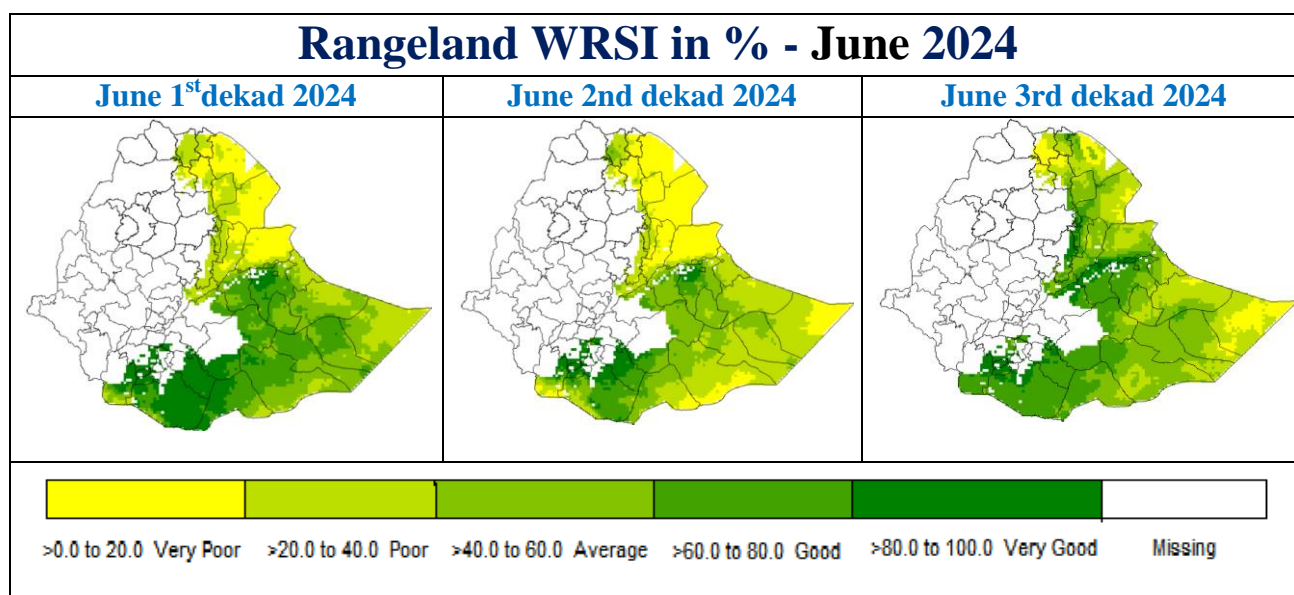 Rangeland WRSI in % - June 2024
June 1stdekad 2024
June 2nd dekad 2024
June 3rd dekad 2024
>0.0 to 20.0 Very Poor
>20.0 to 40.0 Poor
>40.0 to 60.0 Average
>60.0 to 80.0 Good
>80.0 to 100.0 Very Good
Missing